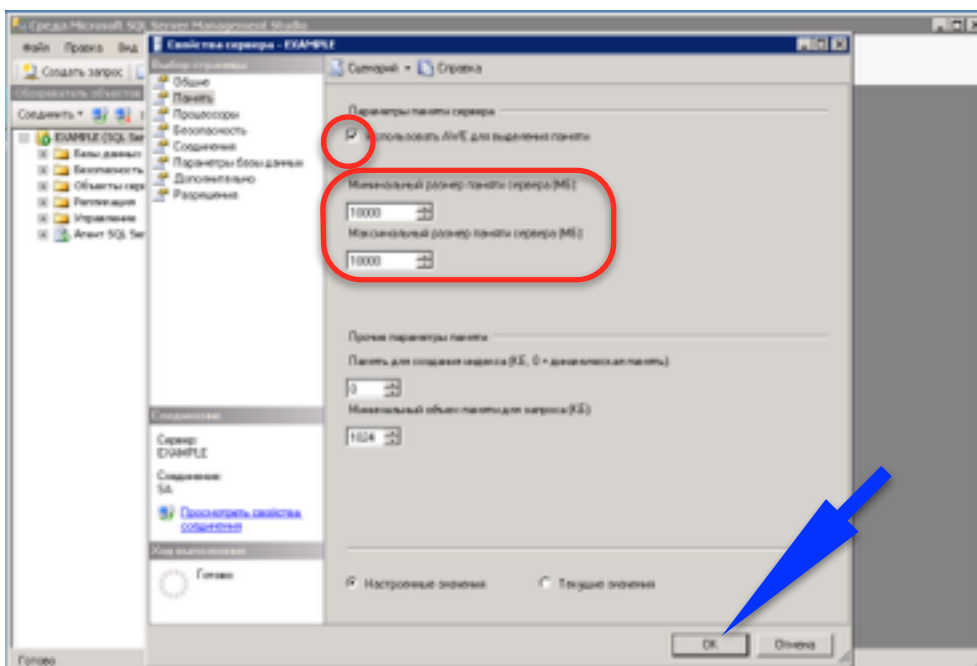 Среда Microsoft SQL Server Management Studio
Файл Правка Вид
Создать запрос
Обозреватель объектов
Соединить
EXAMPLE (SQL Ser
Базы данных
Безопасность
Объекты сер
Репликация
Управление
Агент SQL Se
Готово
Свойства сервера - EXAMPLE
Выбор страницы
Общие
Память
Процессоры
Безопасность
Соединения
Параметры базы данных
Дополнительно
Разрешения
Соединение
Сервер:
EXAMPLE
Соединение:
SA
Просмотреть свойства
соединения
Ход выполнения
Готово
Сценарий Справка
Параметры памяти сервера
Использовать AWE для выделения памяти
Минимальный размер памяти сервера (МБ):
10000
Максимальный размер памяти сервера (МБ):
10000
Прочие параметры памяти
Память для создания индекса (КБ, 0 = динамическая память)
0
Минимальный объем памяти для запроса (КБ)
1024
Настроенные значения Текущие значения
ОК Отмена